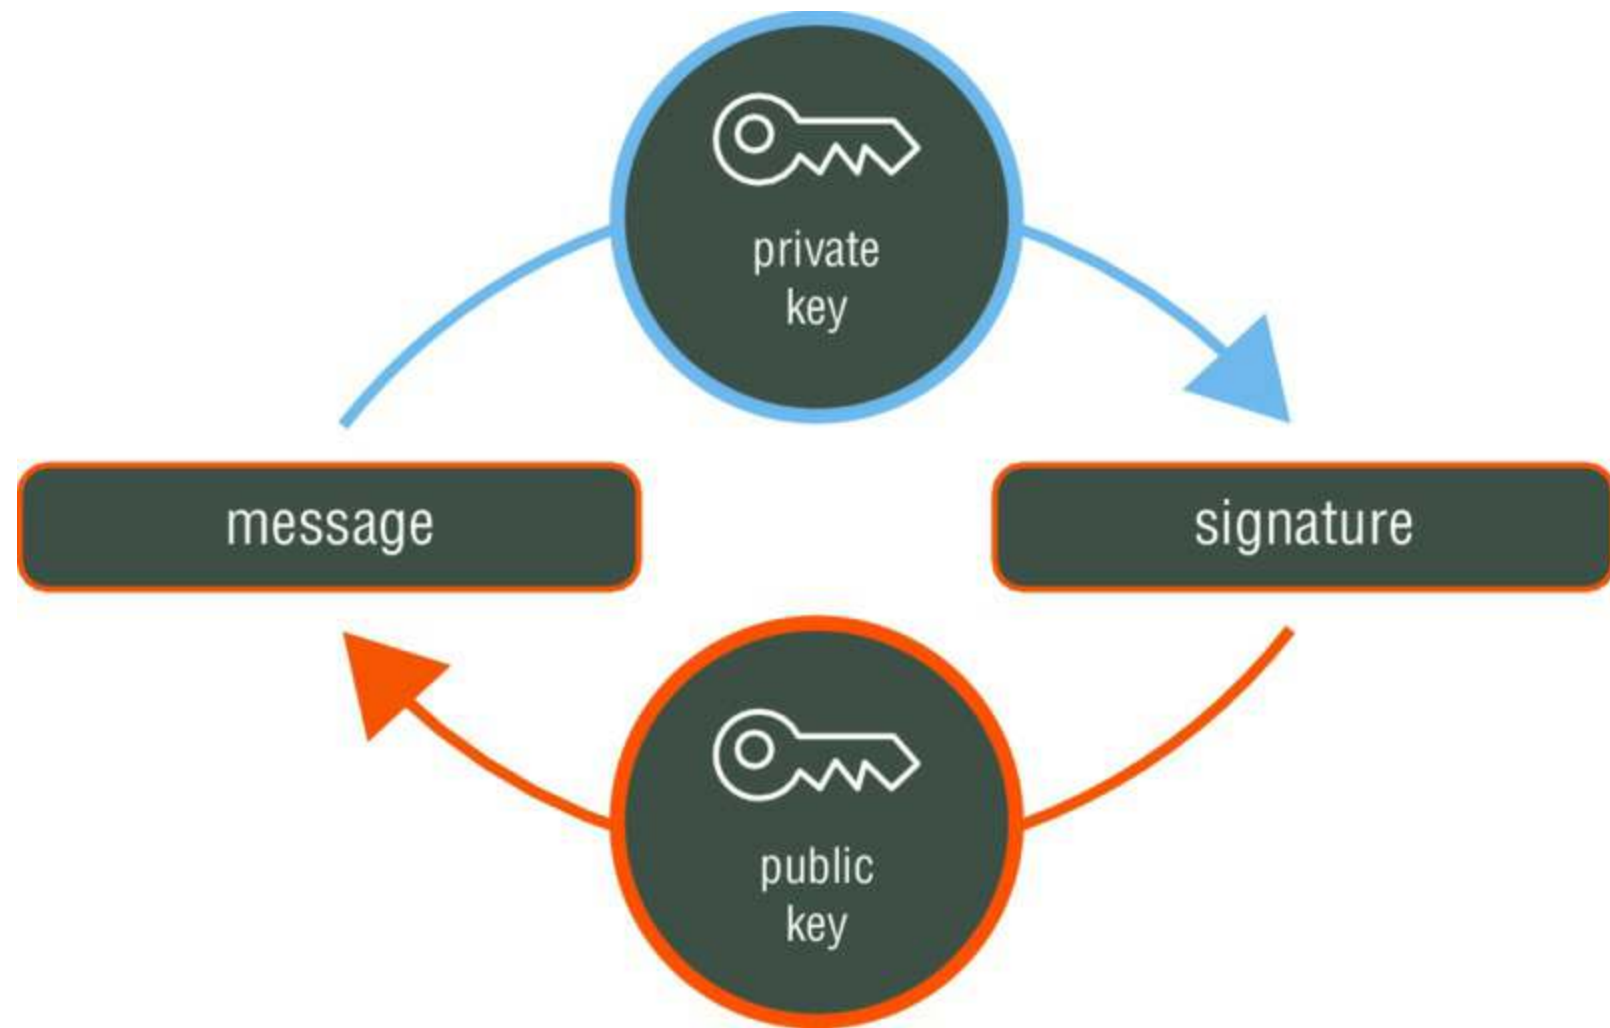 private
key
message
signature
public
key